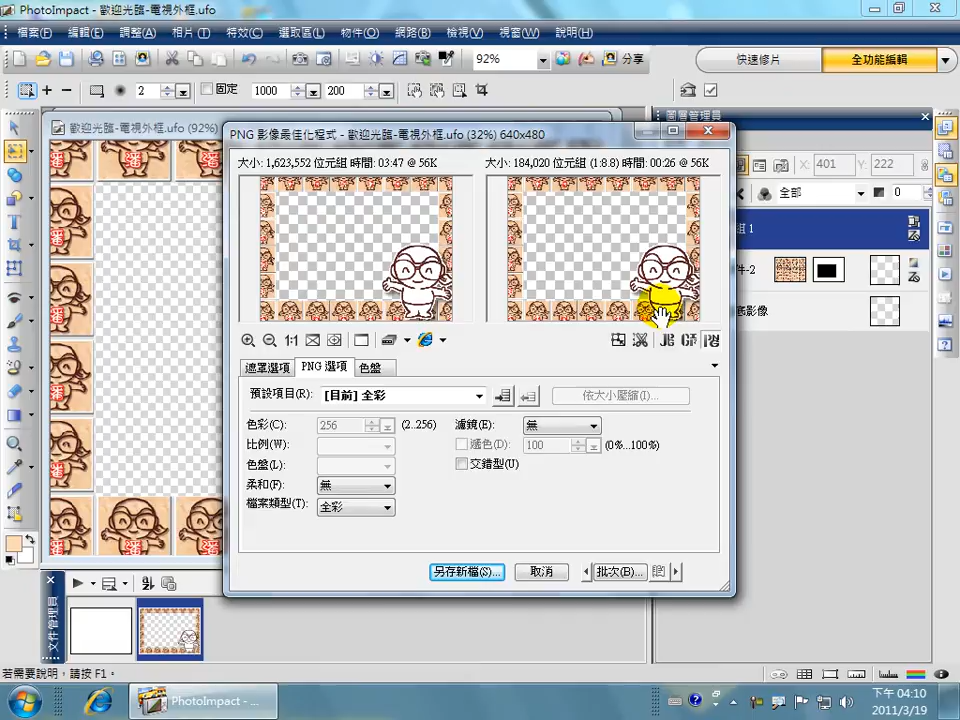 PhotoImpact - 歡迎光臨-電視外框.ufo
檔案(F) 編輯(E) 調整(A) 相片(T) 特效(C) 選取區(L) 物件(O) 網路(B) 檢視(V) 視窗(W) 說明(H)
92% 分享 快速修片 全功能編輯
2 固定 1000 200
歡迎光臨-電視外框.ufo (92%)
圖層管理員
X: 401 Y: 222
全部 0
組 1
件-2
底影像
PNG 影像最佳化程式 - 歡迎光臨-電視外框.ufo (32%) 640x480
大小: 1,623,552 位元組 時間: 03:47 @ 56K
大小: 184,020 位元組 (1:8.8) 時間: 00:26 @ 56K
1:1
遮罩選項 PNG 選項 色盤
預設項目(R): [目前] 全彩 依大小壓縮(I)...
色彩(C): 256 (2..256) 濾鏡(E): 無
比例(W): 遞色(D): 100 (0%...100%)
色盤(L): 交錯型(U)
柔和(F): 無
檔案類型(T): 全彩
另存新檔(S)... 取消 批次(B)...
文件管理員
若需要說明，請按 F1。
PhotoImpact - ...
下午 04:10
2011/3/19